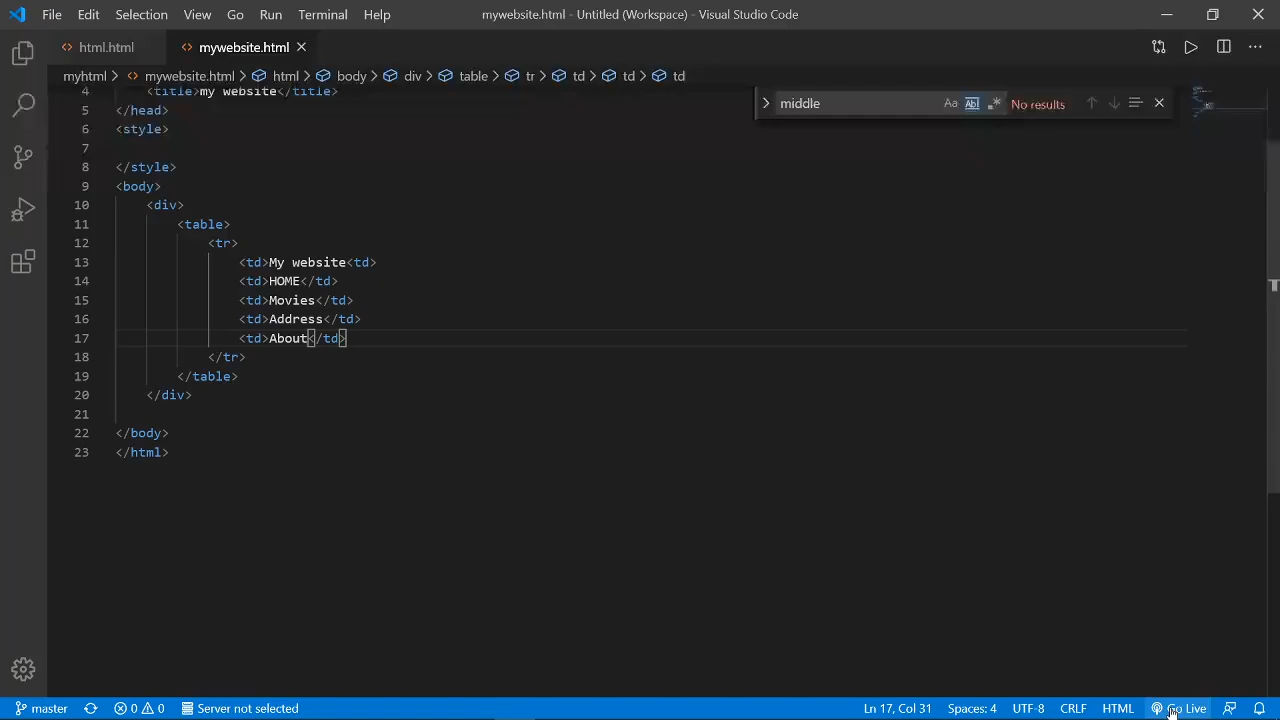 File Edit Selection View Go Run Terminal Help mywebsite.html - Untitled (Workspace) - Visual Studio Code
html.html mywebsite.html
myhtml > mywebsite.html > html > body > div > table > tr > td > td > td
middle Aa Abl .* No results
4 <title>my website</title>
5 </head>
6 <style>
7
8 </style>
9 <body>
10 <div>
11 <table>
12 <tr>
13 <td>My website<td>
14 <td>HOME</td>
15 <td>Movies</td>
16 <td>Address</td>
17 <td>About</td>
18 </tr>
19 </table>
20 </div>
21
22 </body>
23 </html>
master 0 0 Server not selected Ln 17, Col 31 Spaces: 4 UTF-8 CRLF HTML Go Live